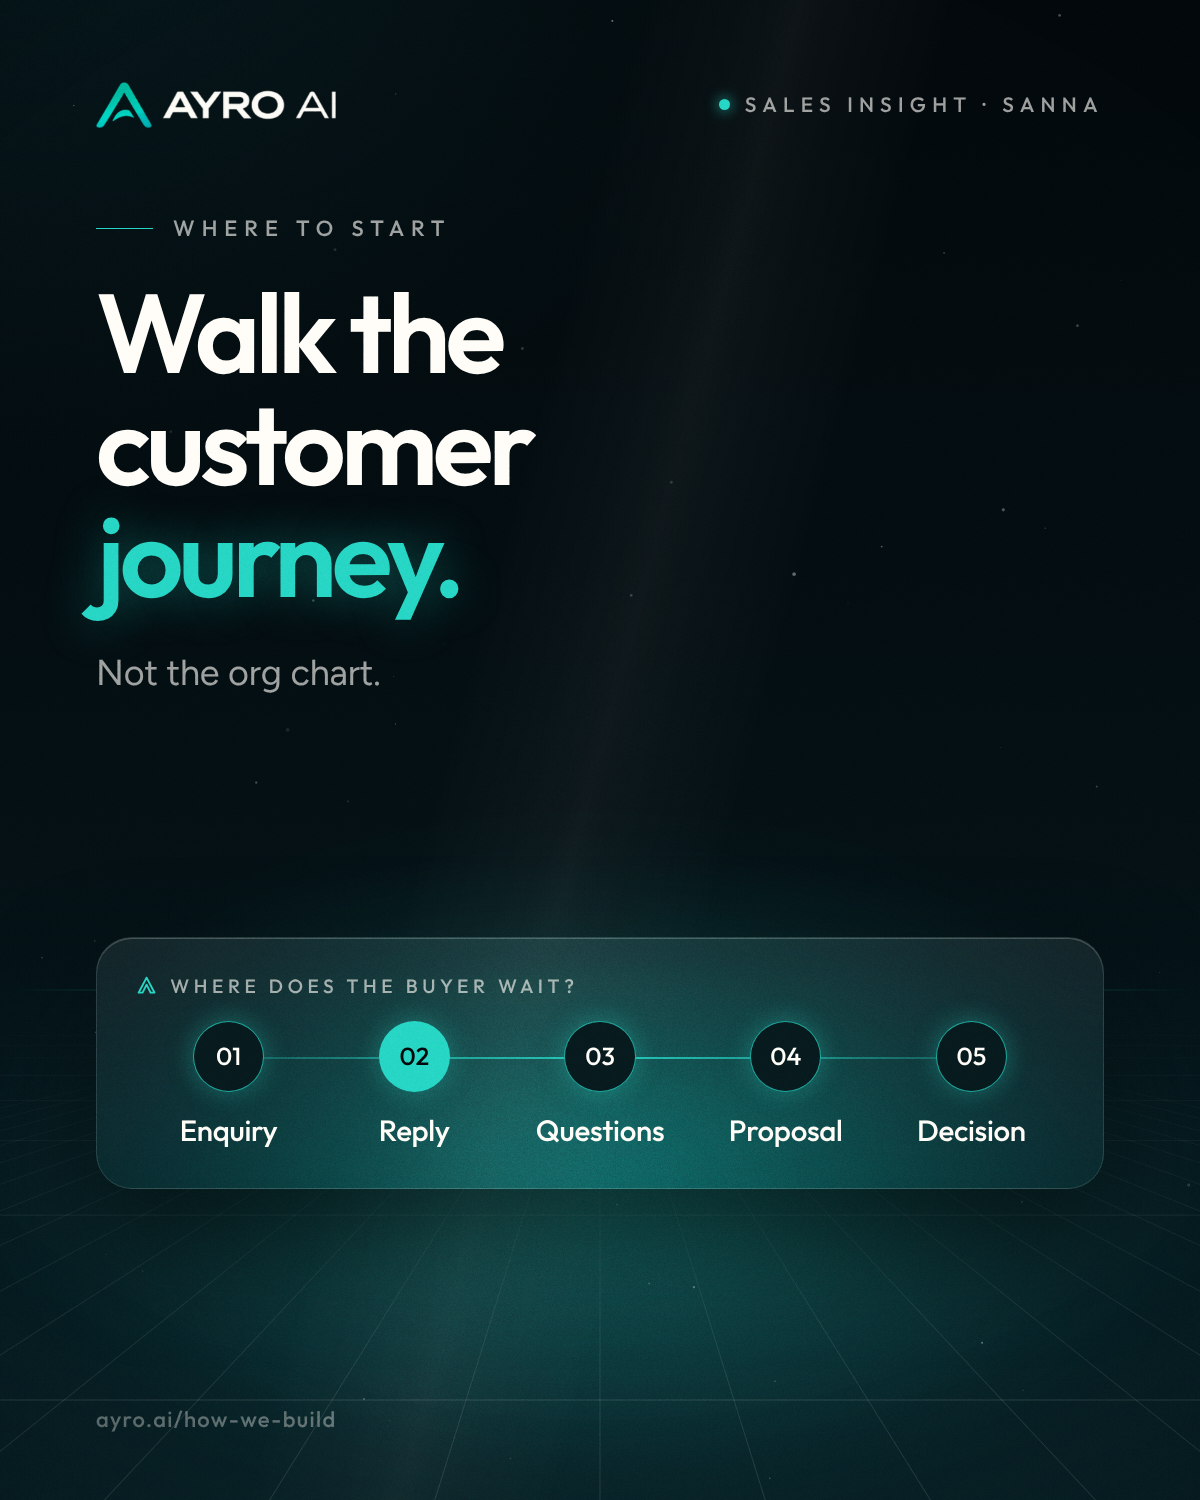 AYRO AI
SALES INSIGHT · SANNA
WHERE TO START
Walk the
customer
journey.
Not the org chart.
WHERE DOES THE BUYER WAIT?
01 02 03 04 05
Enquiry Reply Questions Proposal Decision
ayro.ai/how-we-build